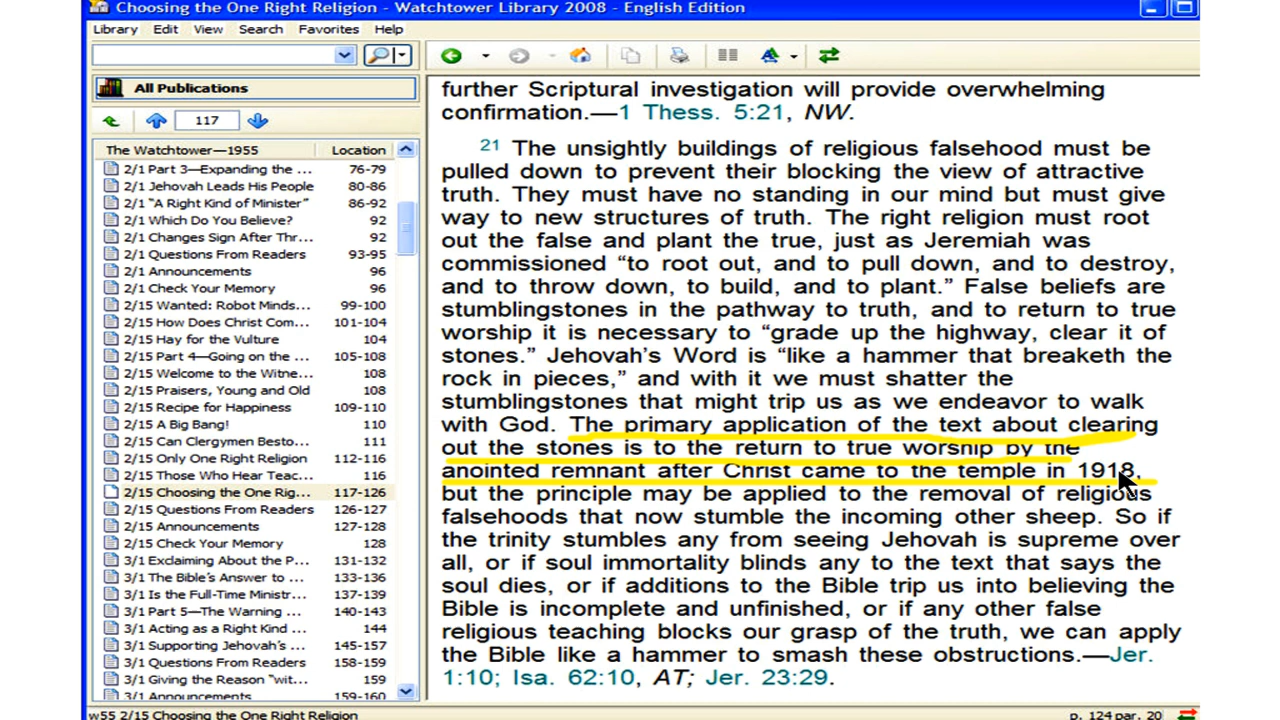 Choosing the One Right Religion - Watchtower Library 2008 - English Edition
Library Edit View Search Favorites Help
All Publications
117
The Watchtower—1955 Location
2/1 Part 3—Expanding the ... 76-79
2/1 Jehovah Leads His People 80-86
2/1 “A Right Kind of Minister” 86-92
2/1 Which Do You Believe? 92
2/1 Changes Sign After Thr... 92
2/1 Questions From Readers 93-95
2/1 Announcements 96
2/1 Check Your Memory 96
2/15 Wanted: Robot Minds... 99-100
2/15 How Does Christ Com... 101-104
2/15 Hay for the Vulture 104
2/15 Part 4—Going on the ... 105-108
2/15 Welcome to the Witne... 108
2/15 Praisers, Young and Old 108
2/15 Recipe for Happiness 109-110
2/15 A Big Bang! 110
2/15 Can Clergymen Bestow... 111
2/15 Only One Right Religion 112-116
2/15 Those Who Hear Teac... 116
2/15 Choosing the One Rig... 117-126
2/15 Questions From Readers 126-127
2/15 Announcements 127-128
2/15 Check Your Memory 128
3/1 Exclaiming About the P... 131-132
3/1 The Bible’s Answer to ... 133-136
3/1 Is the Full-Time Ministr... 137-139
3/1 Part 5—The Warning ... 140-143
3/1 Acting as a Right Kind ... 144
3/1 Supporting Jehovah’s ... 145-157
3/1 Questions From Readers 158-159
3/1 Giving the Reason “wit... 159
3/1 Announcements 159-160
further Scriptural investigation will provide overwhelming
confirmation.—1 Thess. 5:21, NW.
21 The unsightly buildings of religious falsehood must be
pulled down to prevent their blocking the view of attractive
truth. They must have no standing in our mind but must give
way to new structures of truth. The right religion must root
out the false and plant the true, just as Jeremiah was
commissioned “to root out, and to pull down, and to destroy,
and to throw down, to build, and to plant.” False beliefs are
stumblingstones in the pathway to truth, and to return to true
worship it is necessary to “grade up the highway, clear it of
stones.” Jehovah’s Word is “like a hammer that breaketh the
rock in pieces,” and with it we must shatter the
stumblingstones that might trip us as we endeavor to walk
with God. The primary application of the text about clearing
out the stones is to the return to true worship by the
anointed remnant after Christ came to the temple in 1918,
but the principle may be applied to the removal of religious
falsehoods that now stumble the incoming other sheep. So if
the trinity stumbles any from seeing Jehovah is supreme over
all, or if soul immortality blinds any to the text that says the
soul dies, or if additions to the Bible trip us into believing the
Bible is incomplete and unfinished, or if any other false
religious teaching blocks our grasp of the truth, we can apply
the Bible like a hammer to smash these obstructions.—Jer.
1:10; Isa. 62:10, AT; Jer. 23:29.
w55 2/15 Choosing the One Right Religion p. 124 par. 20